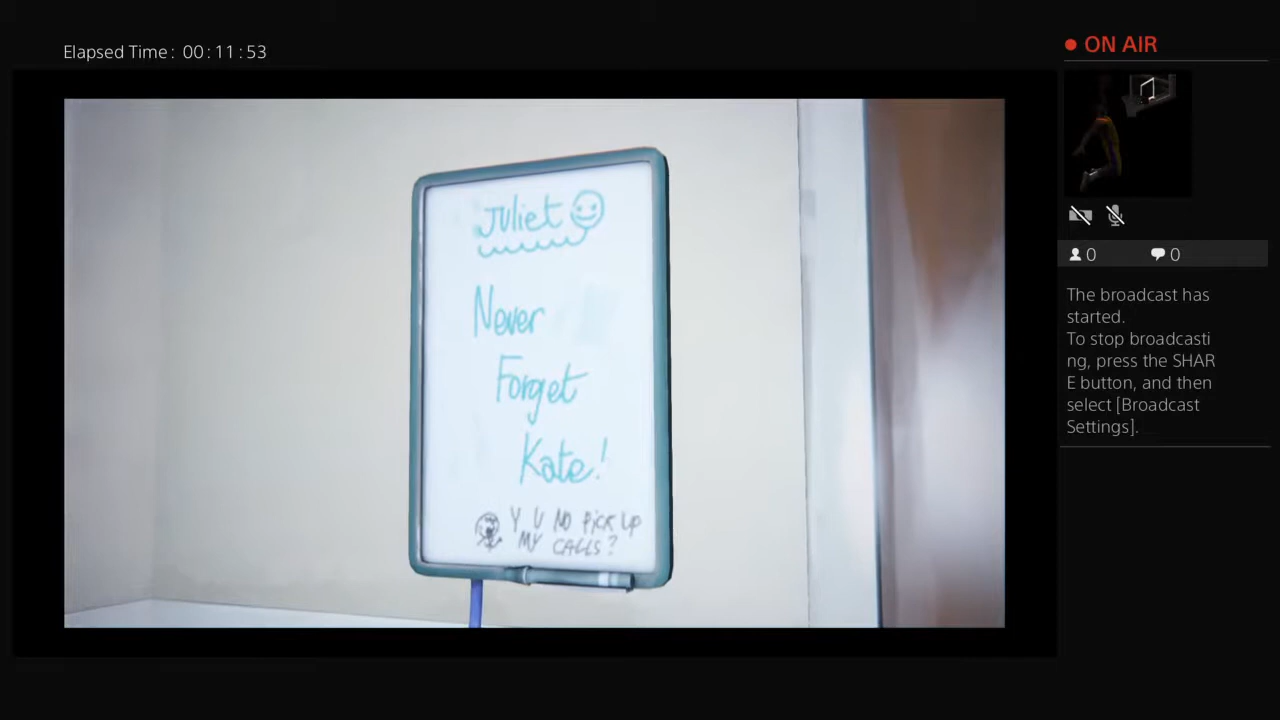 Elapsed Time: 00:11:53
ON AIR
Juliet
Never
Forget
Kate!
Y U NO PICK UP
MY CALLS?
0
0
The broadcast has
started.
To stop broadcasti
ng, press the SHAR
E button, and then
select [Broadcast
Settings].